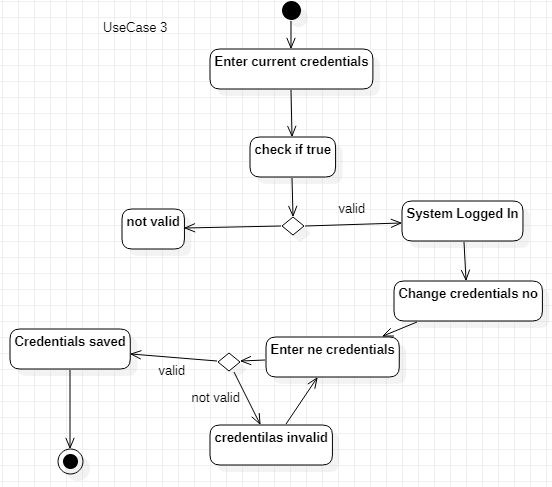 UseCase 3
Enter current credentials
check if true
valid
not valid
System Logged In
Change credentials no
Credentials saved
Enter ne credentials
valid
not valid
credentilas invalid